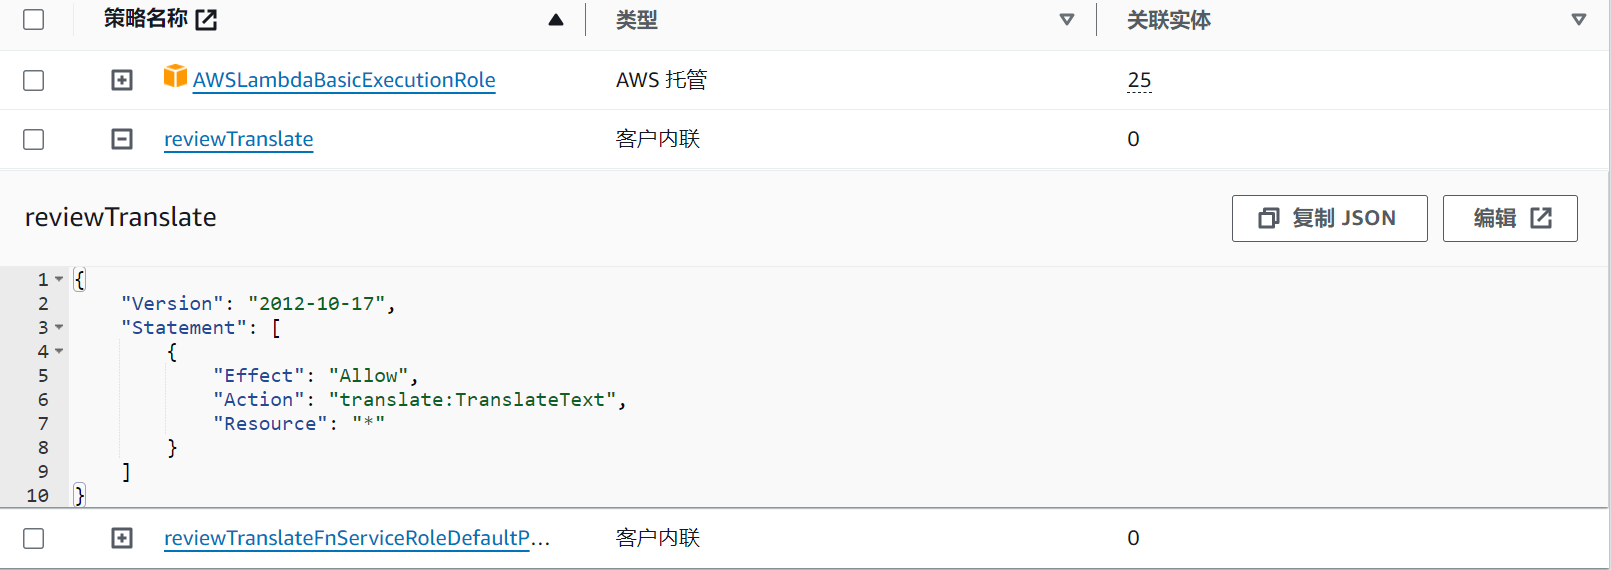 策略名称 类型 关联实体
AWSLambdaBasicExecutionRole AWS 托管 25
reviewTranslate 客户内联 0
reviewTranslate 复制 JSON 编辑
1 {
2 "Version": "2012-10-17",
3 "Statement": [
4 {
5 "Effect": "Allow",
6 "Action": "translate:TranslateText",
7 "Resource": "*"
8 }
9 ]
10 }
reviewTranslateFnServiceRoleDefaultP... 客户内联 0